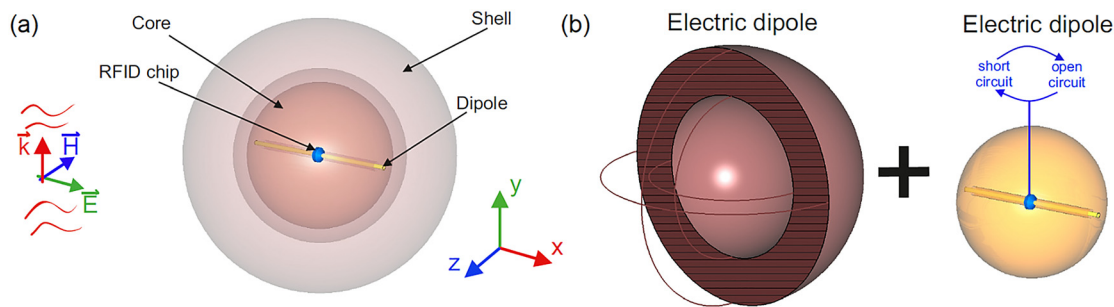 (a)
Core
Shell
RFID chip
Dipole
k
H
E
y
z
x
(b)
Electric dipole
Electric dipole
short
circuit
open
circuit
+